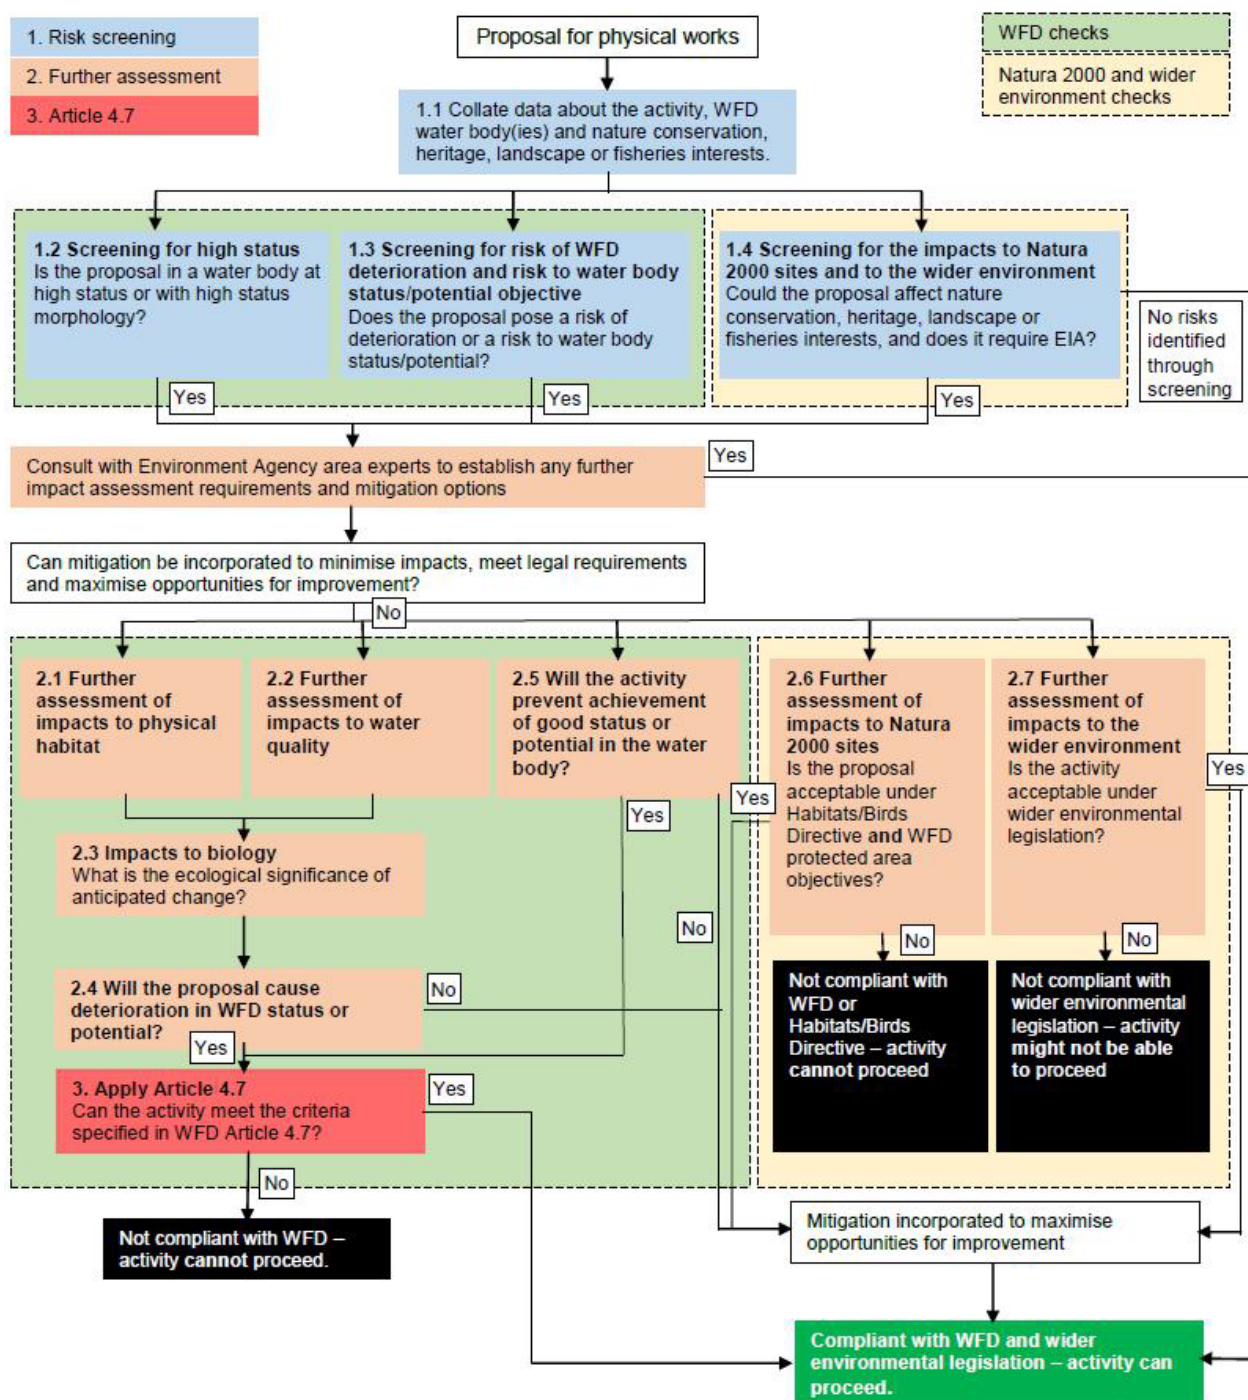 1. Risk screening
2. Further assessment
3. Article 4.7
Proposal for physical works
WFD checks
Natura 2000 and wider
environment checks
1.1 Collate data about the activity, WFD
water body(ies) and nature conservation,
heritage, landscape or fisheries interests.
1.2 Screening for high status
Is the proposal in a water body at
high status or with high status
morphology?
1.3 Screening for risk of WFD
deterioration and risk to water body
status/potential objective
Does the proposal pose a risk of
deterioration or a risk to water body
status/potential?
1.4 Screening for the impacts to Natura
2000 sites and to the wider environment
Could the proposal affect nature
conservation, heritage, landscape or
fisheries interests, and does it require EIA?
No risks
identified
through
screening
Yes
Yes
Yes
Consult with Environment Agency area experts to establish any further
impact assessment requirements and mitigation options
Yes
Can mitigation be incorporated to minimise impacts, meet legal requirements
and maximise opportunities for improvement?
No
2.1 Further
assessment of
impacts to physical
habitat
2.2 Further
assessment of
impacts to water
quality
2.5 Will the activity
prevent achievement
of good status or
potential in the water
body?
2.6 Further
assessment of
impacts to Natura
2000 sites
Is the proposal
acceptable under
Habitats/Birds
Directive and WFD
protected area
objectives?
2.7 Further
assessment of
impacts to the
wider environment
Is the activity
acceptable under
wider environmental
legislation?
Yes
Yes
Yes
2.3 Impacts to biology
What is the ecological significance of
anticipated change?
No
No
No
2.4 Will the proposal cause
deterioration in WFD status or
potential?
No
Not compliant with
WFD or
Habitats/Birds
Directive – activity
cannot proceed
Not compliant with
wider environmental
legislation – activity
might not be able
to proceed
Yes
3. Apply Article 4.7
Can the activity meet the criteria
specified in WFD Article 4.7?
Yes
No
Not compliant with WFD –
activity cannot proceed.
Mitigation incorporated to maximise
opportunities for improvement
Compliant with WFD and wider
environmental legislation – activity can
proceed.